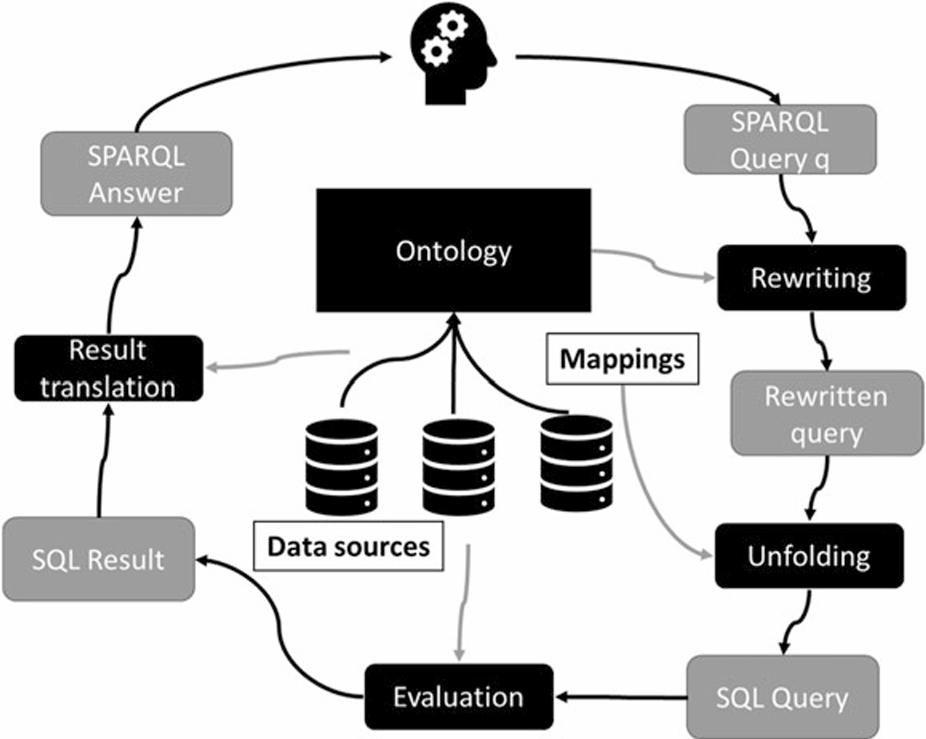 SPARQL
Answer
SPARQL
Query q
Ontology
Rewriting
Result
translation
Mappings
Rewritten
query
Data sources
SQL Result
Unfolding
Evaluation
SQL Query